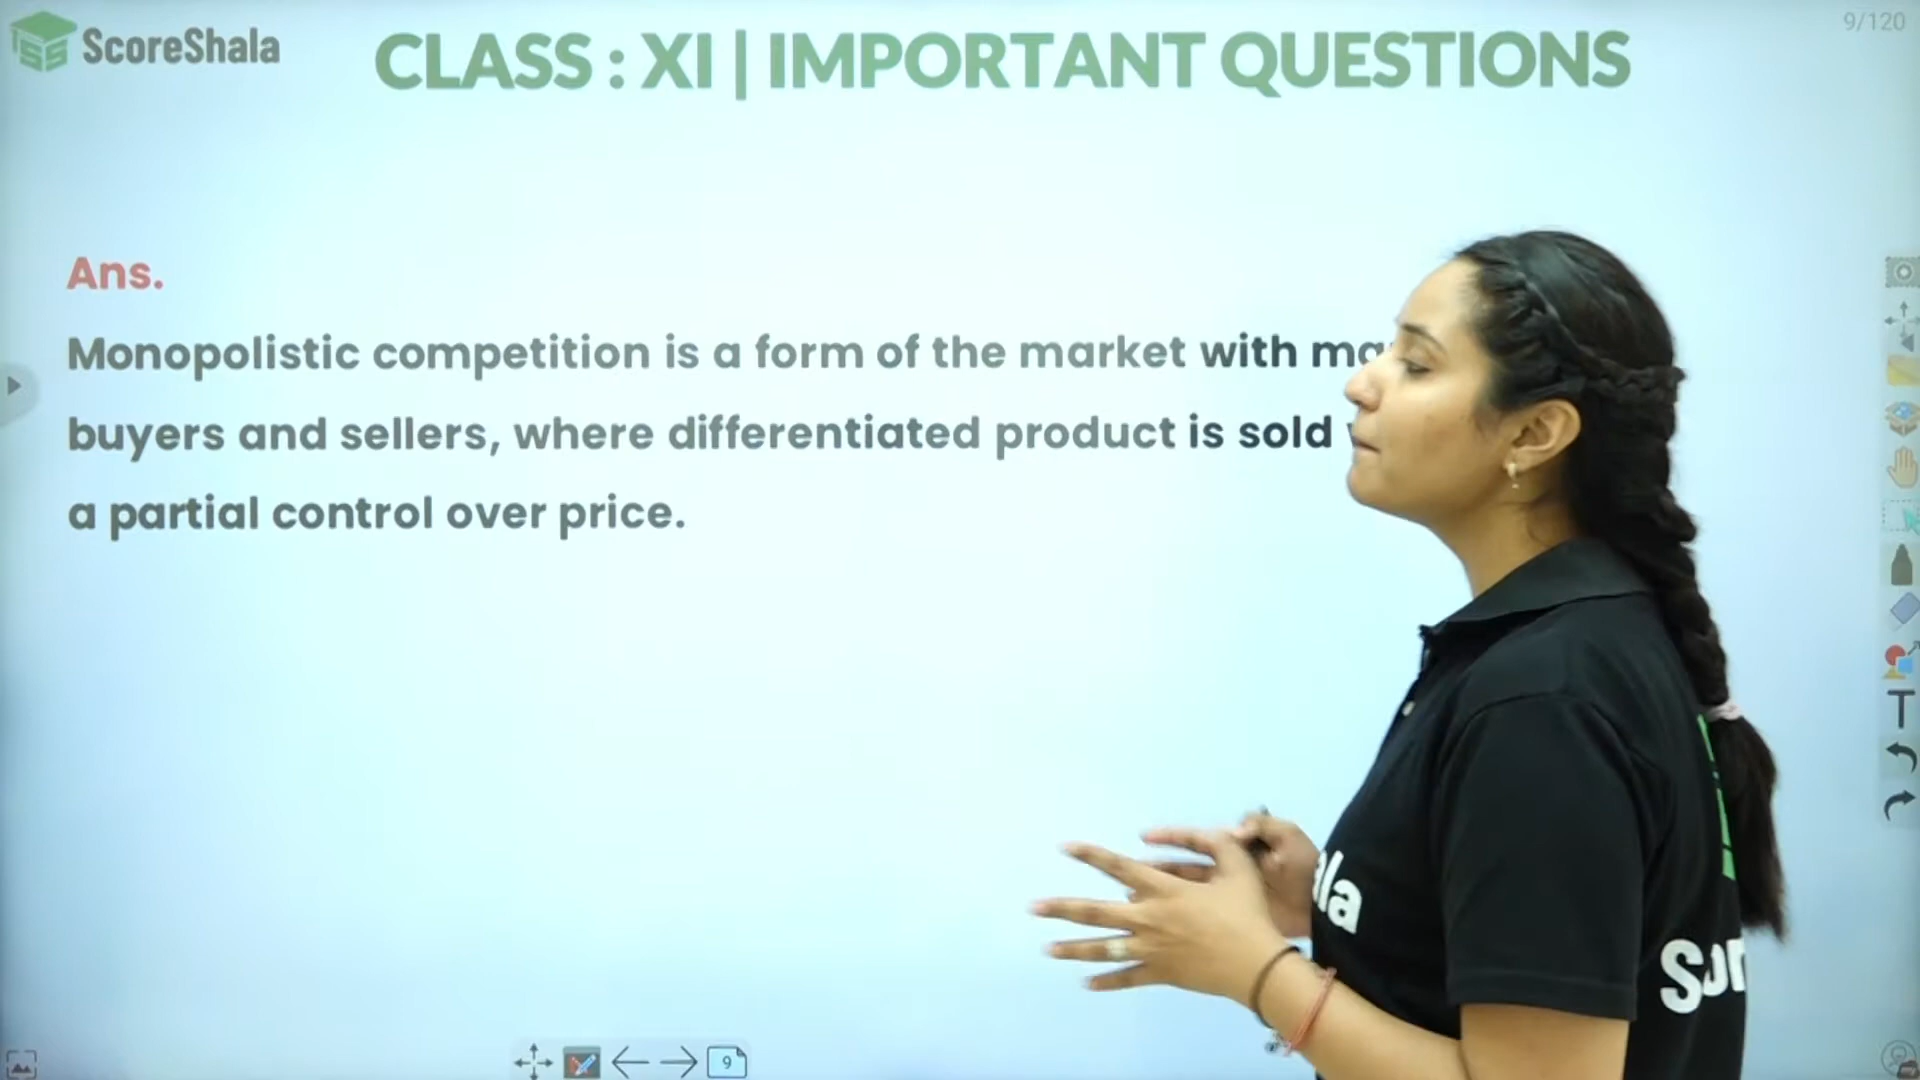 ScoreShala
CLASS : XI | IMPORTANT QUESTIONS
9/120
Ans.
Monopolistic competition is a form of the market with
buyers and sellers, where differentiated product is sold
a partial control over price.
T
9